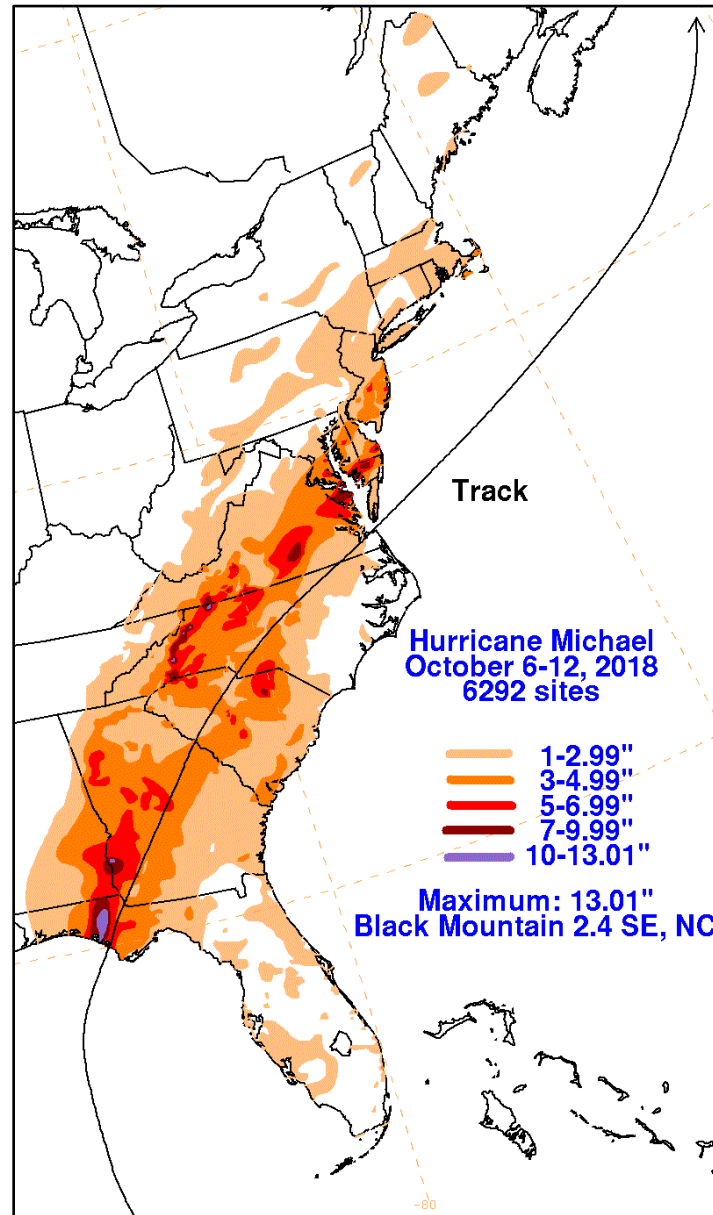 Track
Hurricane Michael
October 6-12, 2018
6292 sites
1-2.99"
3-4.99"
5-6.99"
7-9.99"
10-13.01"
Maximum: 13.01"
Black Mountain 2.4 SE, NC
-80